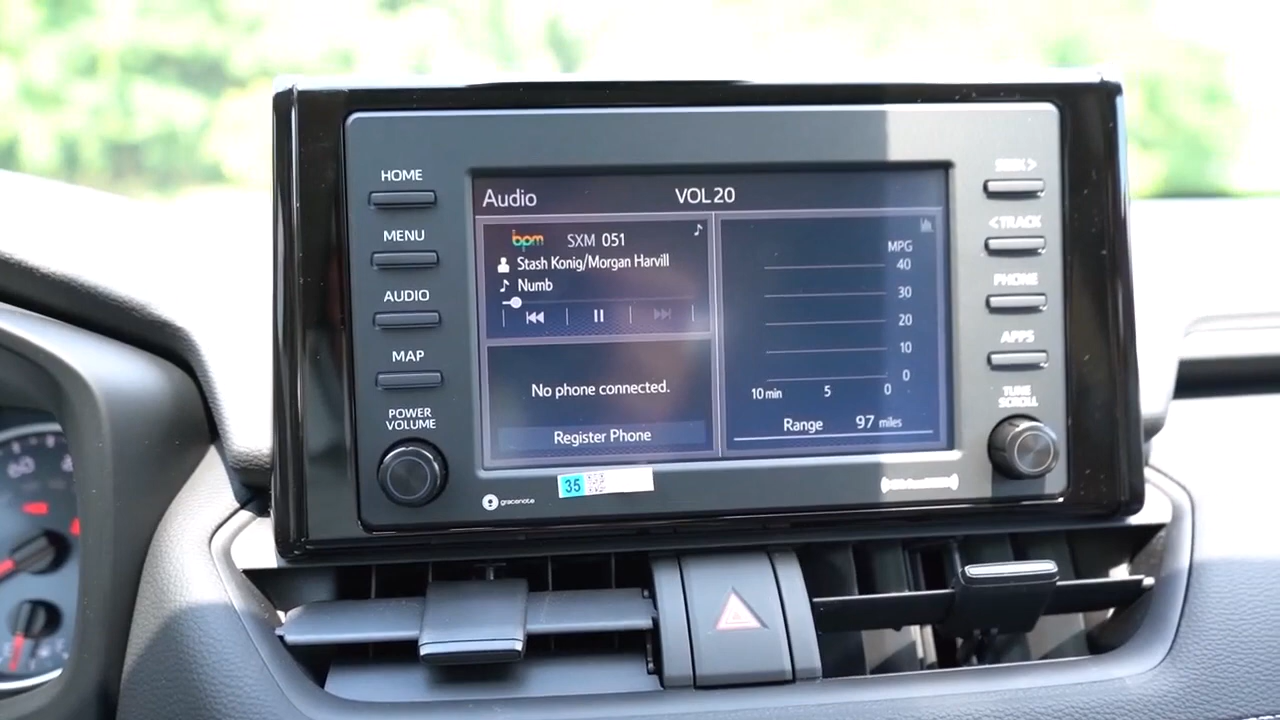 HOME
MENU
AUDIO
MAP
POWER
VOLUME
Audio
VOL 20
bpm SXM 051
Stash Konig/Morgan Harvill
Numb
No phone connected.
Register Phone
MPG
40
30
20
10
0
10 min 5 0
Range 97 miles
SEEK >
< TRACK
PHONE
APPS
TUNE
SCROLL
35
gracenote
60